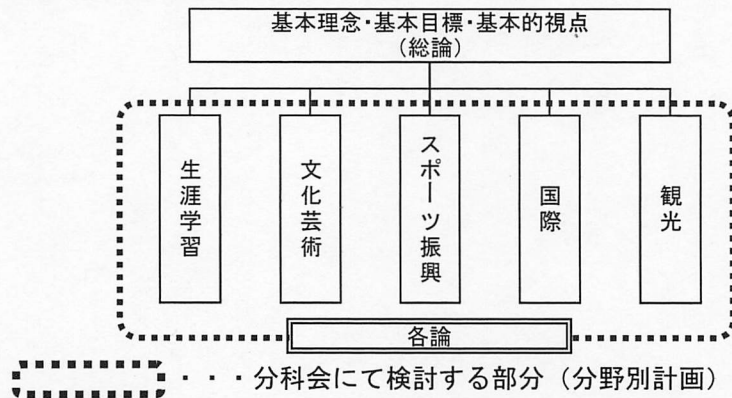 基本理念・基本目標・基本的視点
(総論)
生涯学習
文化芸術
スポーツ振興
国際
観光
各論
・・・分科会にて検討する部分（分野別計画）